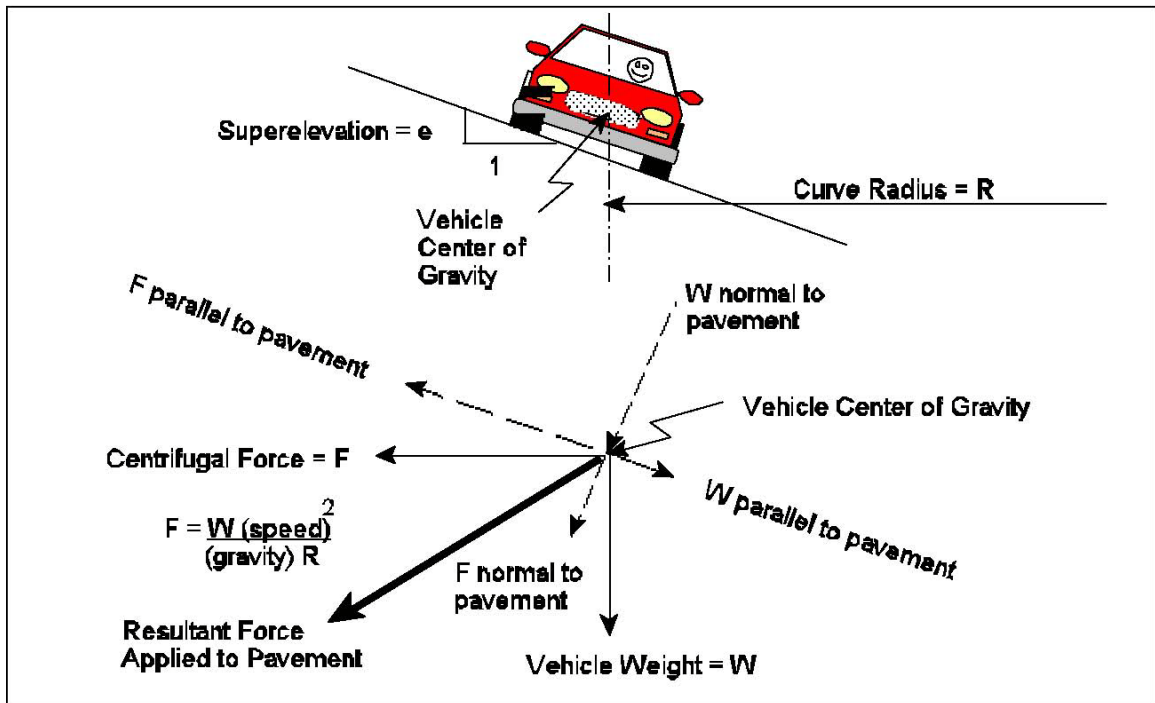 Superelevation = e
1
Curve Radius = R
Vehicle
Center of
Gravity
W normal to
pavement
F parallel to pavement
Vehicle Center of Gravity
Centrifugal Force = F
W parallel to pavement
F = W (speed)2
(gravity) R
F normal to
pavement
Resultant Force
Applied to Pavement
Vehicle Weight = W